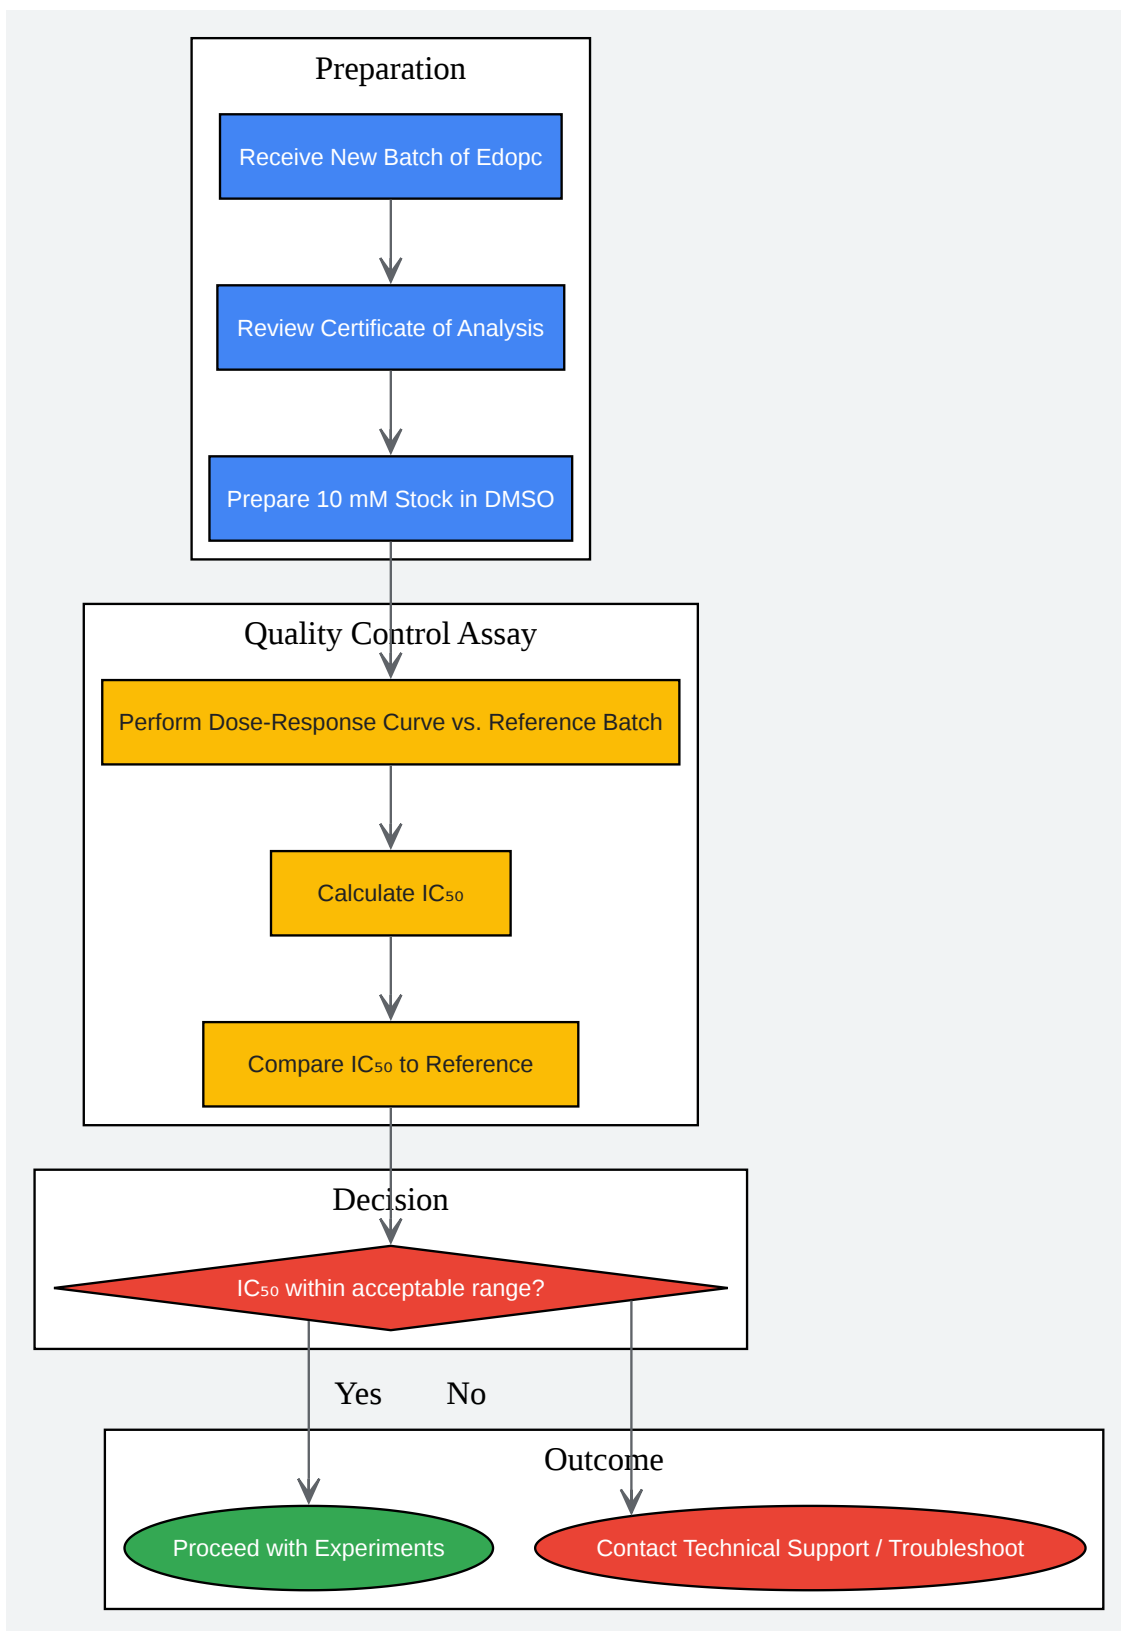 Preparation
Receive New Batch of Edopc
Review Certificate of Analysis
Prepare 10 mM Stock in DMSO
Quality Control Assay
Perform Dose-Response Curve vs. Reference Batch
Calculate IC₅₀
Compare IC₅₀ to Reference
Decision
IC₅₀ within acceptable range?
Yes
No
Outcome
Proceed with Experiments
Contact Technical Support / Troubleshoot